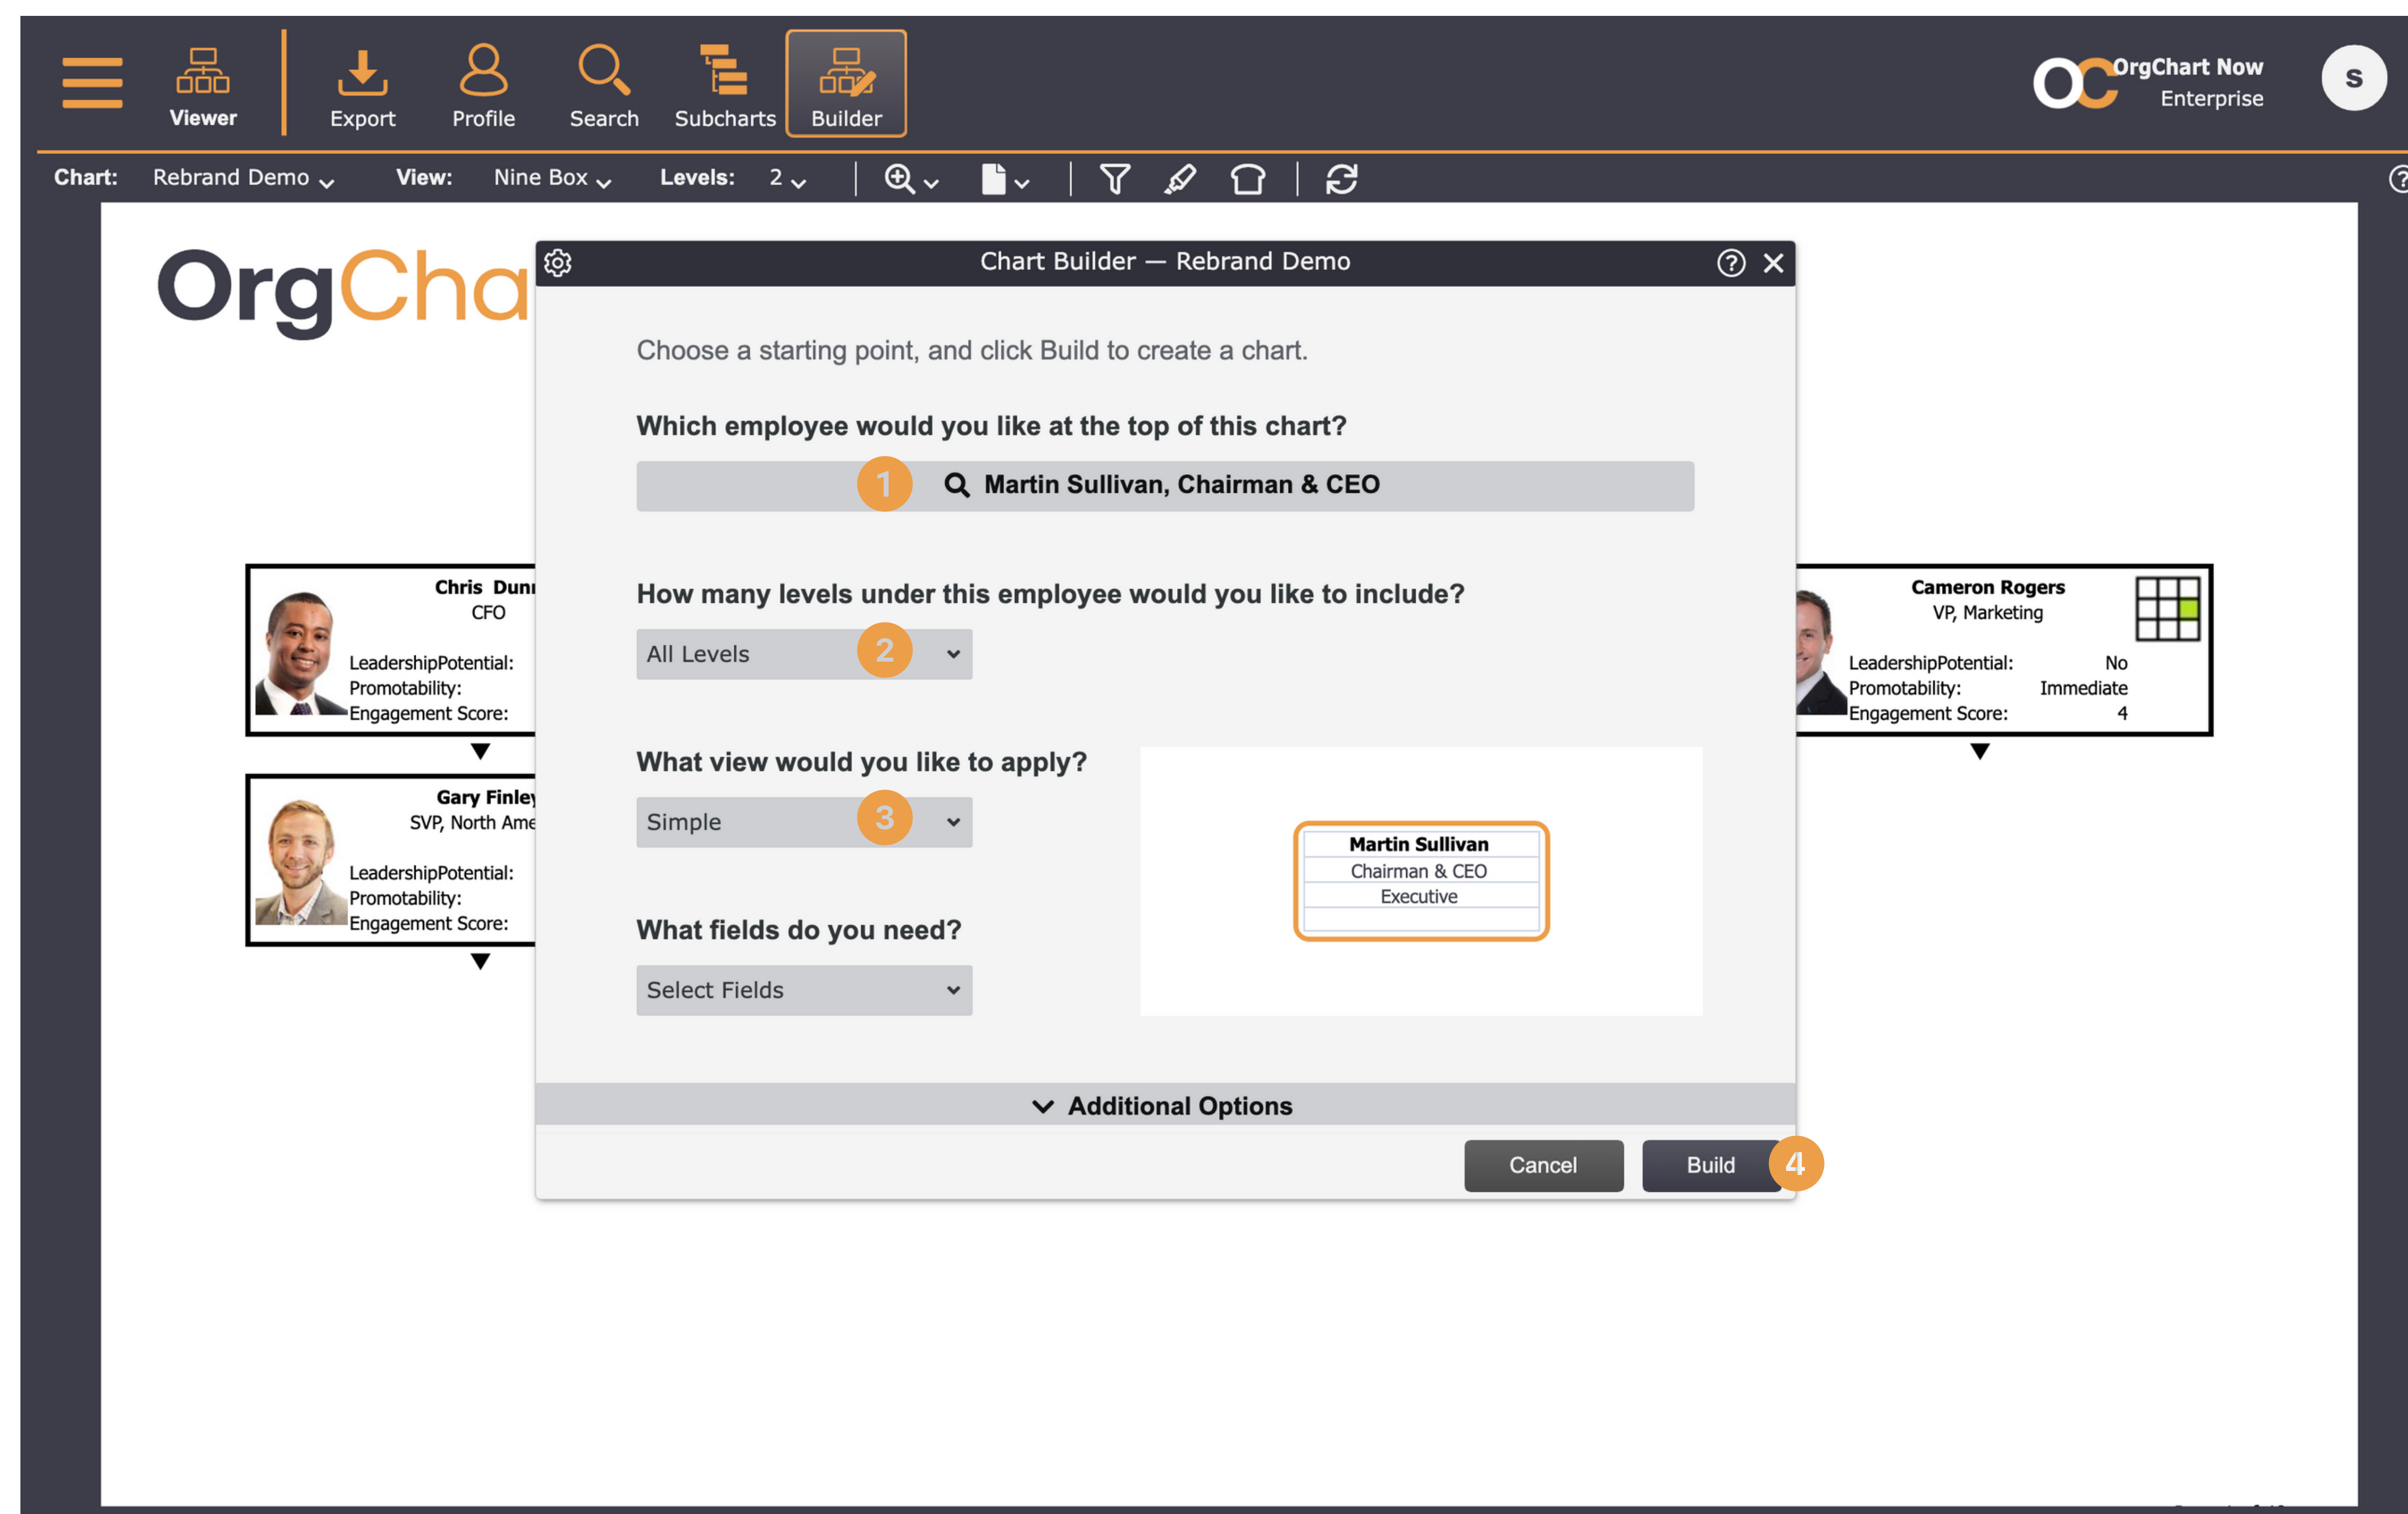 Viewer
Export
Profile
Search
Subcharts
Builder
OC OrgChart Now
Enterprise
S
Chart: Rebrand Demo View: Nine Box Levels: 2
OrgCha
Chart Builder — Rebrand Demo
Choose a starting point, and click Build to create a chart.
Which employee would you like at the top of this chart?
1 Martin Sullivan, Chairman & CEO
How many levels under this employee would you like to include?
All Levels 2
What view would you like to apply?
Simple 3
What fields do you need?
Select Fields
Martin Sullivan
Chairman & CEO
Executive
Additional Options
Cancel
Build 4
Chris
CFO
LeadershipPotential:
Promotability:
Engagement Score:
Gary Finley
SVP, North Ame
LeadershipPotential:
Promotability:
Engagement Score:
Cameron Rogers
VP, Marketing
LeadershipPotential: No
Promotability: Immediate
Engagement Score: 4